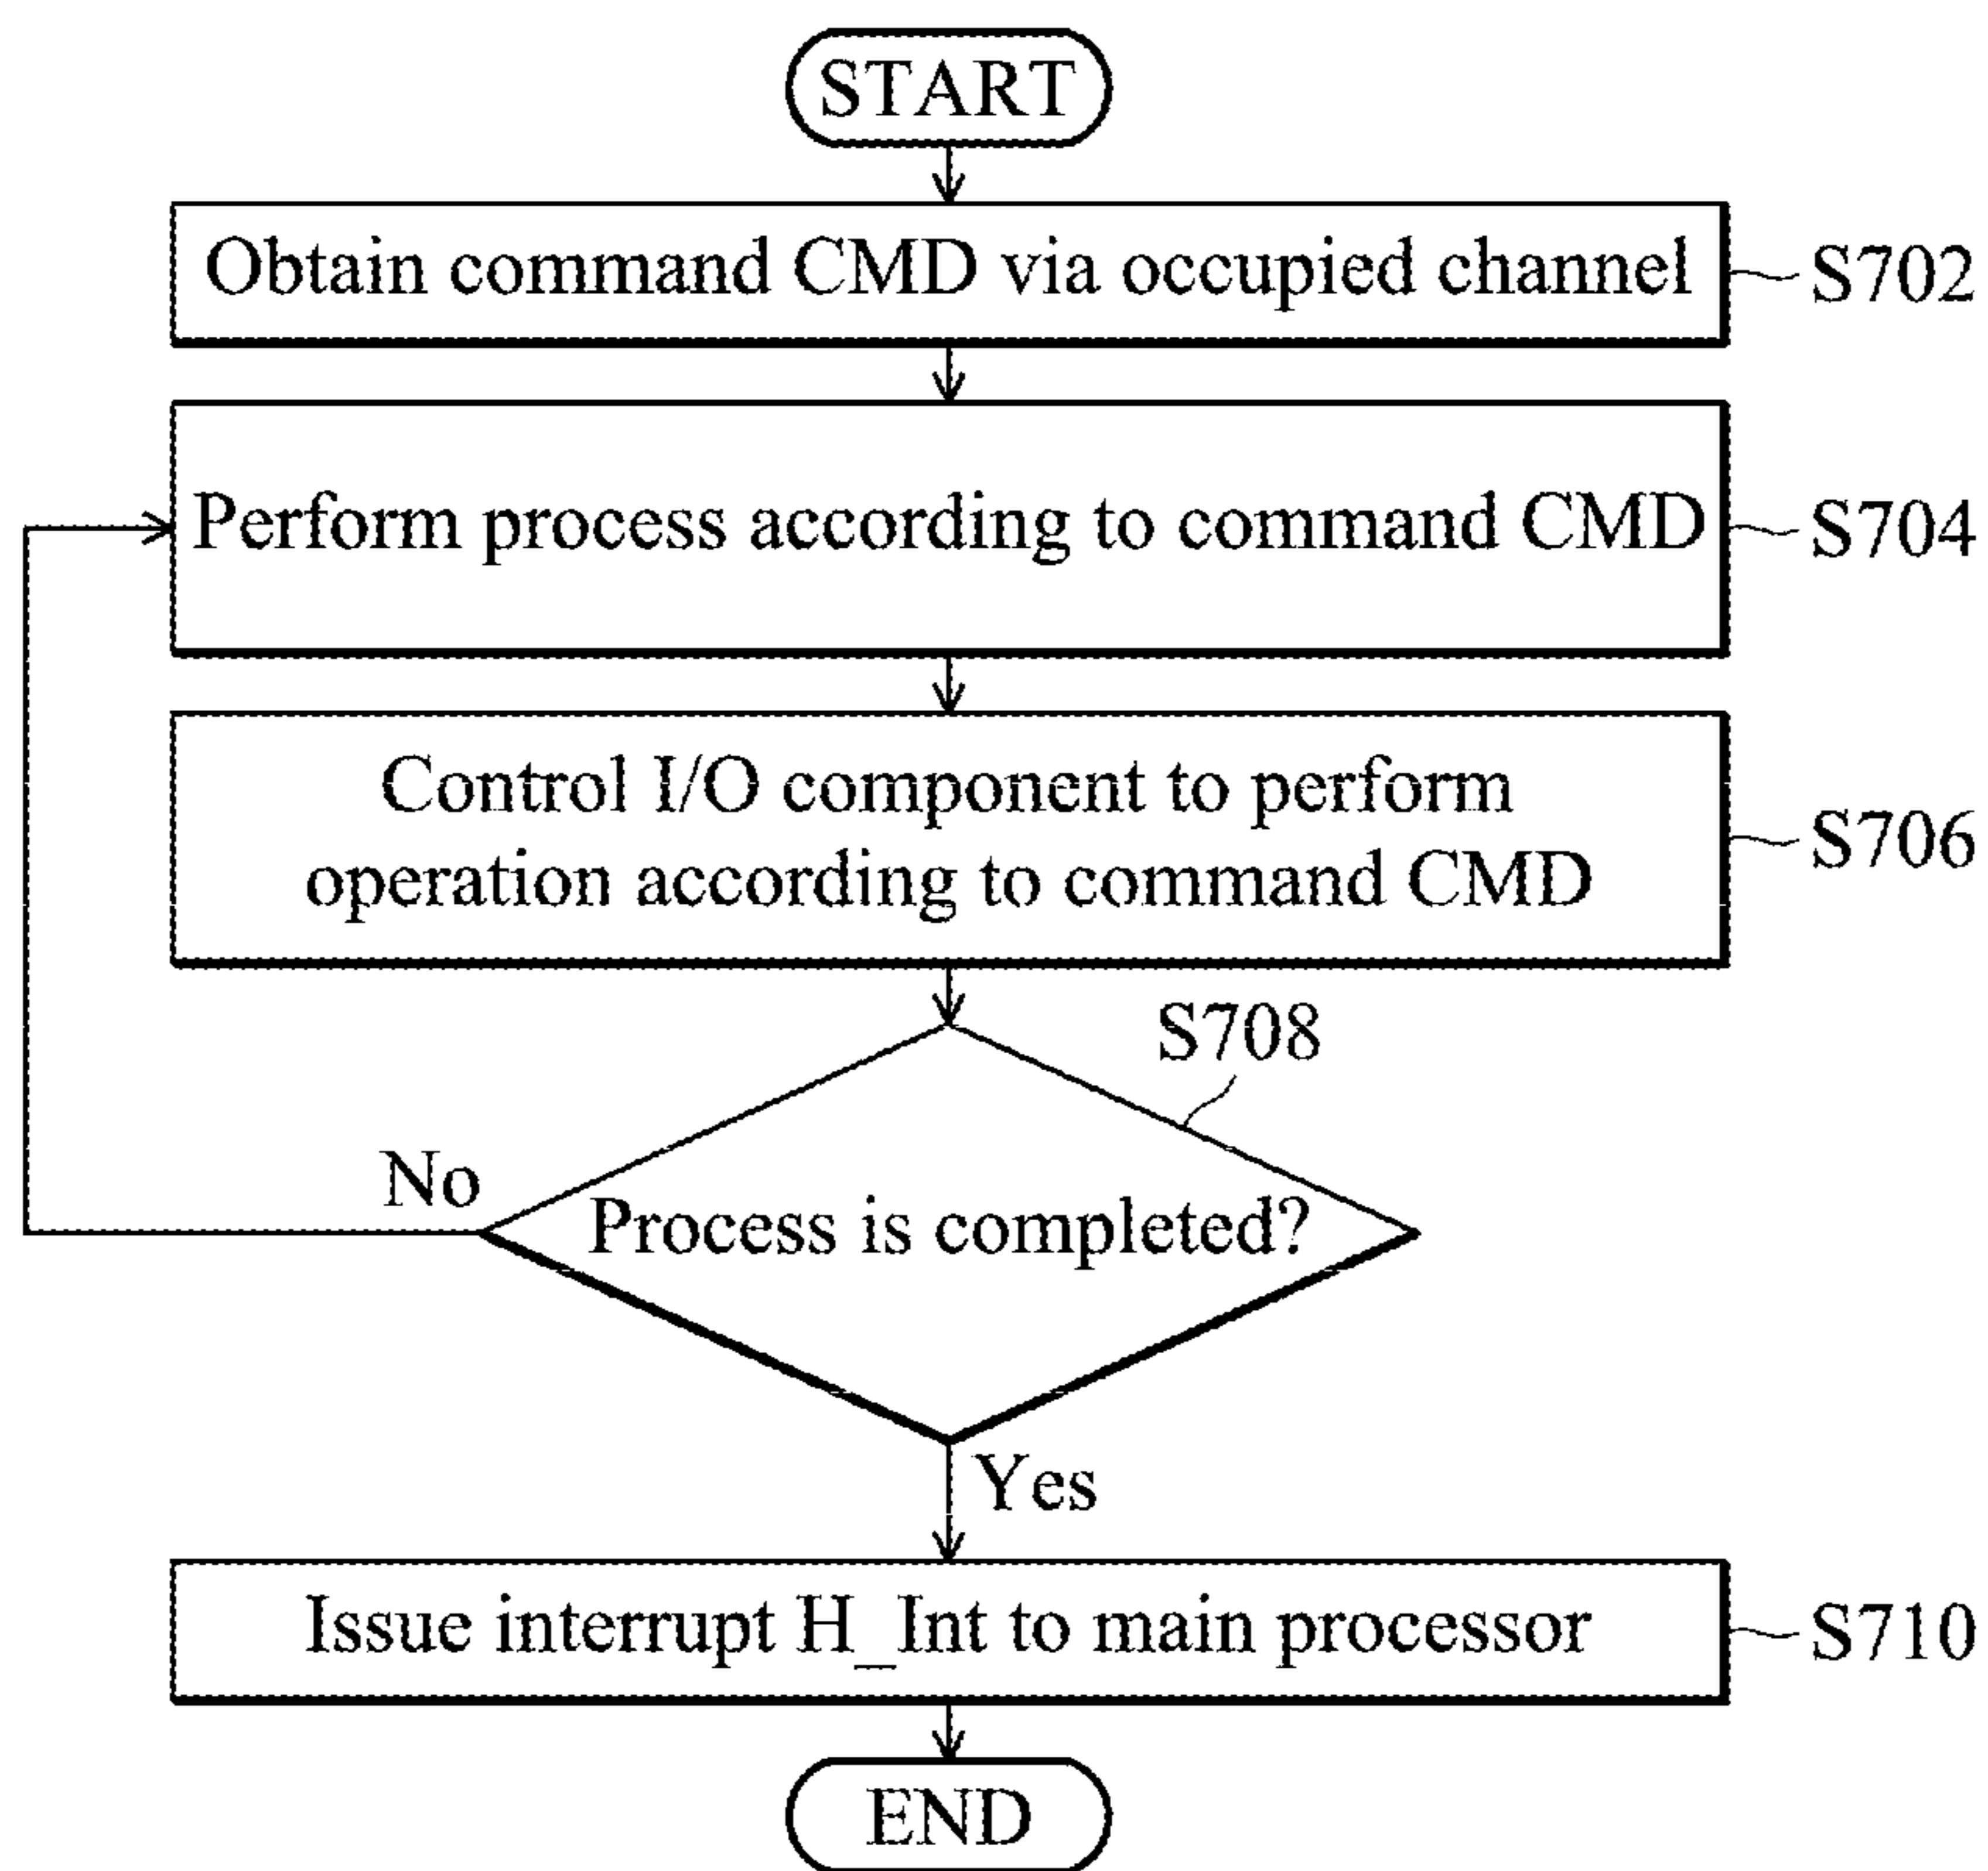 START
Obtain command CMD via occupied channel
S702
Perform process according to command CMD
S704
Control I/O component to perform
operation according to command CMD
S706
S708
No
Process is completed?
Yes
Issue interrupt H_Int to main processor
S710
END